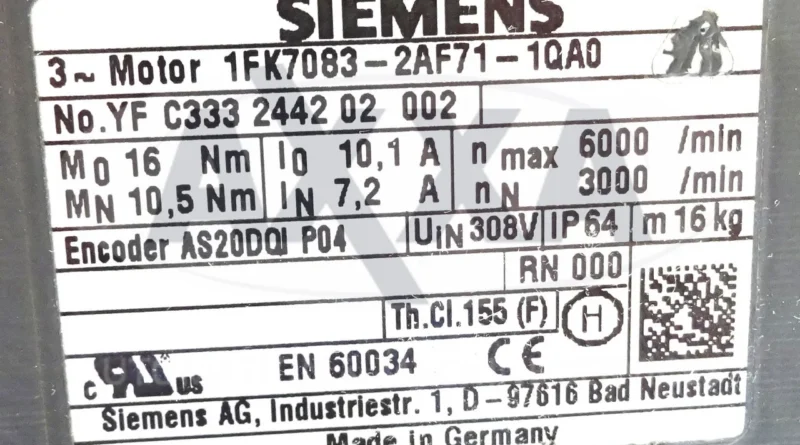 SIEMENS
3~ Motor 1FK7083-2AF71-1QA0
No.YF C333 2442 02 002
M0 16 Nm I0 10,1 A n max 6000 /min
MN 10,5 Nm IN 7,2 A nN 3000 /min
Encoder AS20DQI P04 UIN 308V IP64 m 16 kg
RN 000
Th.Cl.155 (F) H
c US EN 60034 CE
Siemens AG, Industriestr. 1, D-97616 Bad Neustadt
Made in Germany
AXXA